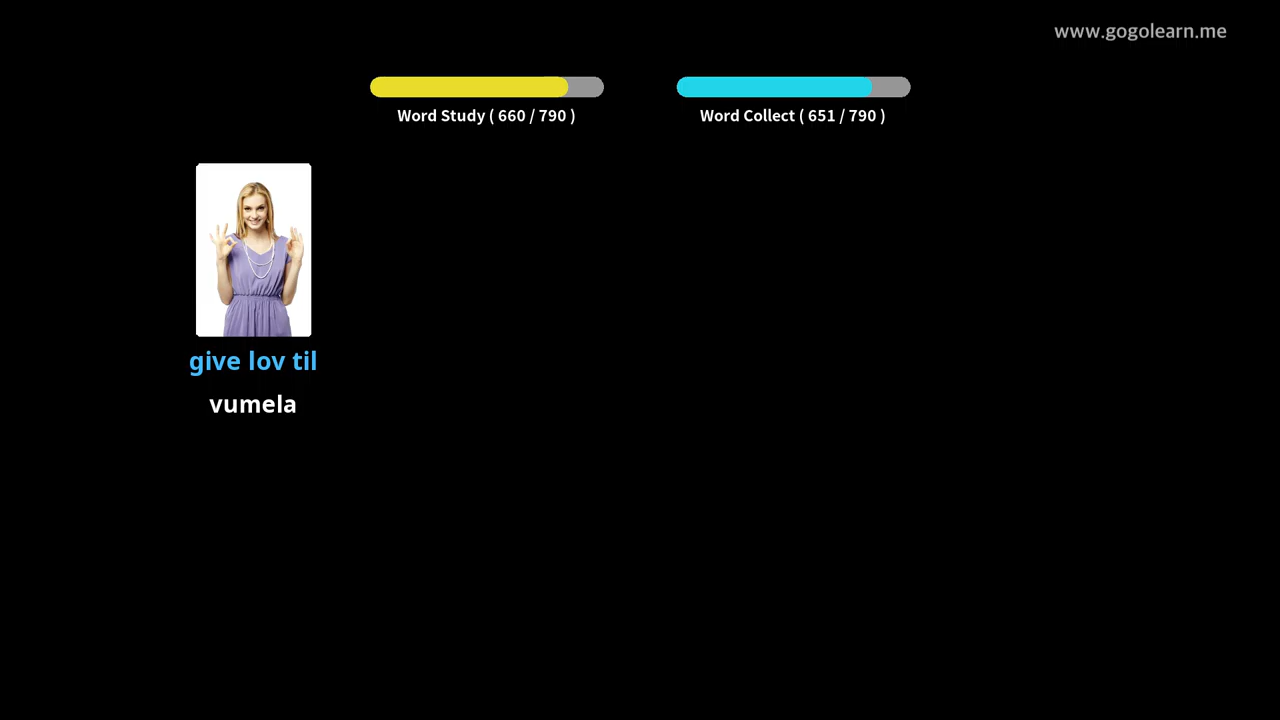 www.gogolearn.me
Word Study ( 660 / 790 )
Word Collect ( 651 / 790 )
give lov til
vumela